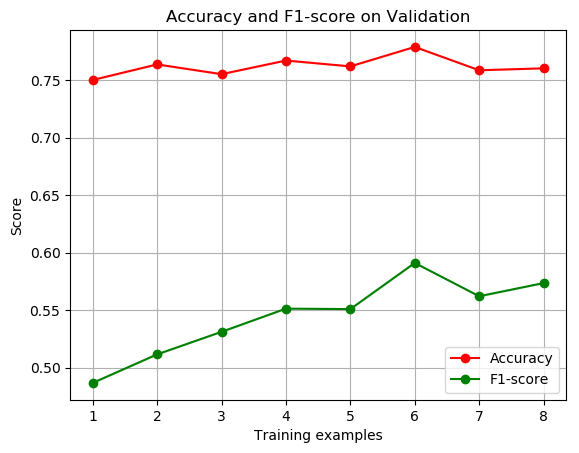 Accuracy and F1-score on Validation
Score
0.75
0.70
0.65
0.60
0.55
0.50
Accuracy
F1-score
1 2 3 4 5 6 7 8
Training examples